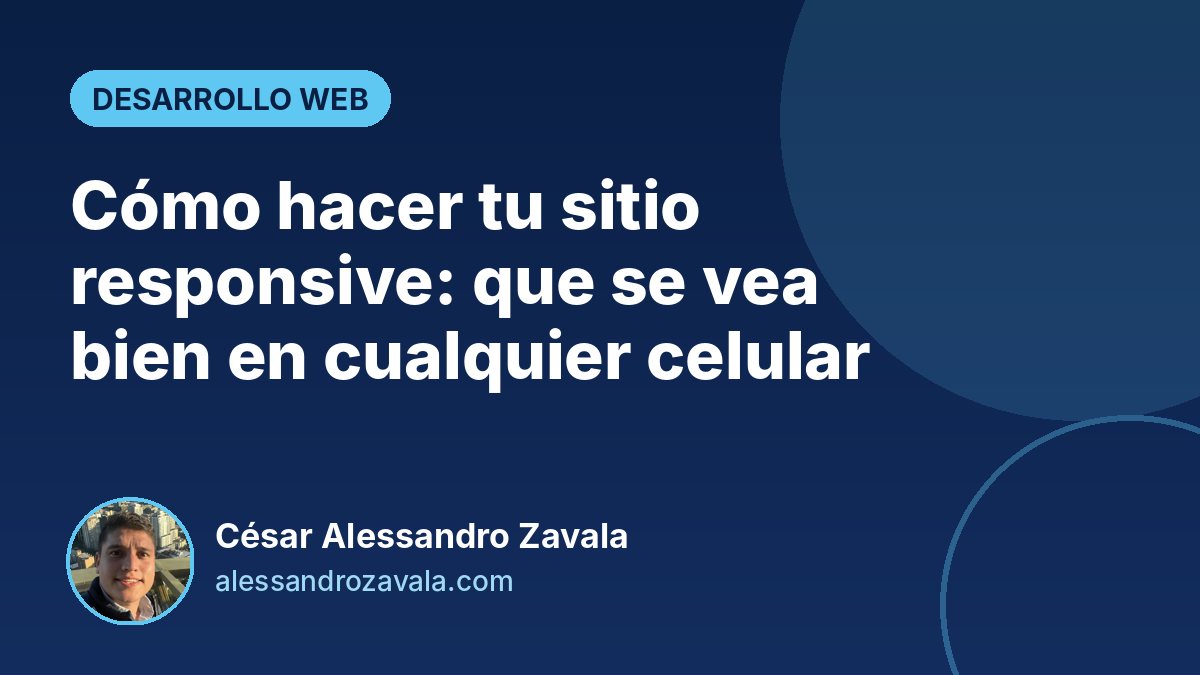 DESARROLLO WEB
Cómo hacer tu sitio
responsive: que se vea
bien en cualquier celular
César Alessandro Zavala
alessandrozavala.com